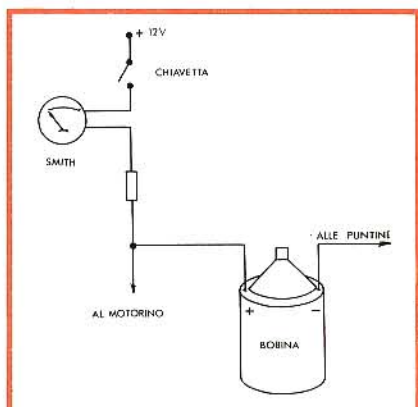 + 12V
CHIAVETTA
SMITH
ALLE PUNTINE
AL MOTORINO
+ −
BOBINA